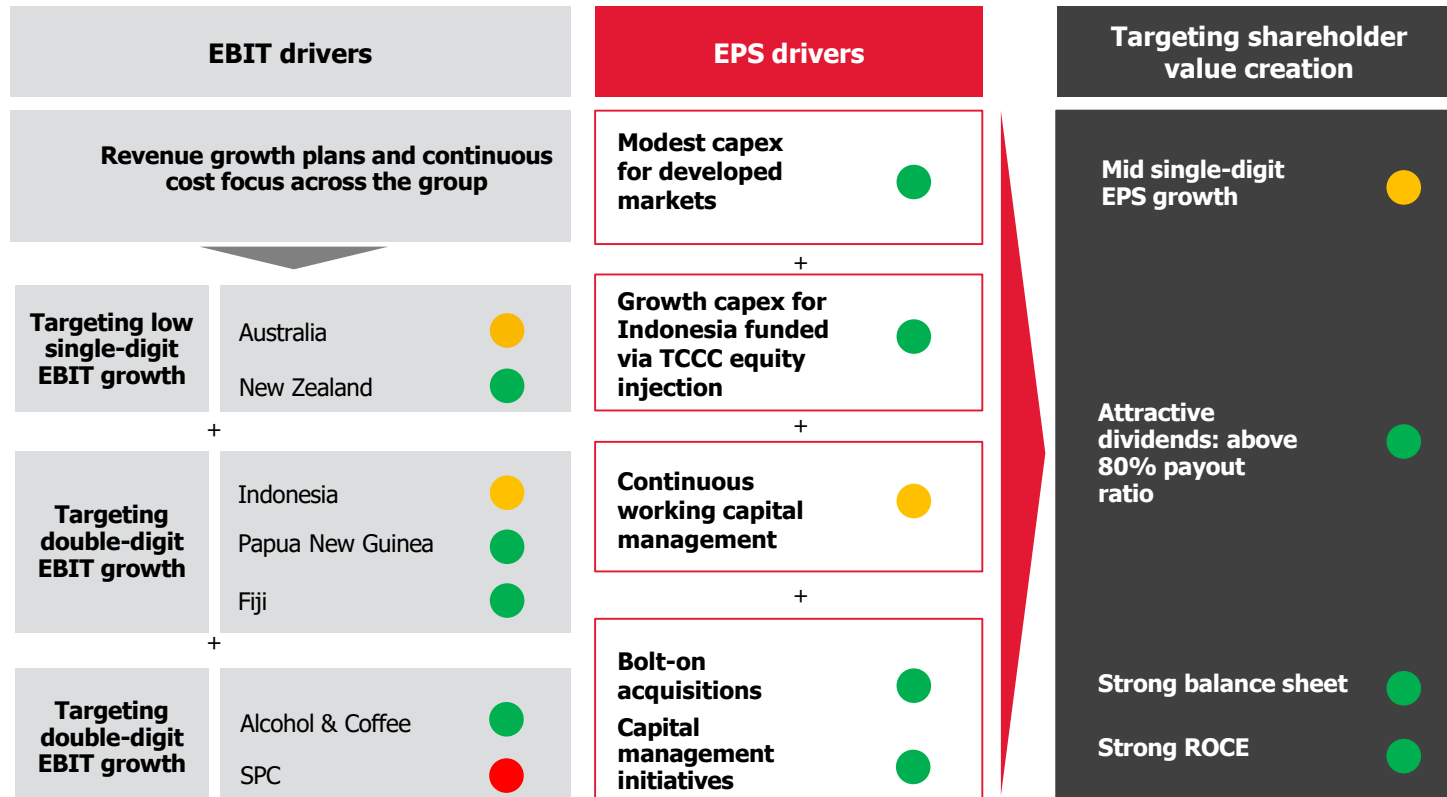 EBIT drivers
EPS drivers
Targeting shareholder
value creation
Revenue growth plans and continuous
cost focus across the group
Targeting low
single-digit
EBIT growth
Australia
New Zealand
+
Targeting
double-digit
EBIT growth
Indonesia
Papua New Guinea
Fiji
+
Targeting
double-digit
EBIT growth
Alcohol & Coffee
SPC
Modest capex
for developed
markets
+
Growth capex for
Indonesia funded
via TCCC equity
injection
+
Continuous
working capital
management
+
Bolt-on
acquisitions
Capital
management
initiatives
Mid single-digit
EPS growth
Attractive
dividends: above
80% payout
ratio
Strong balance sheet
Strong ROCE